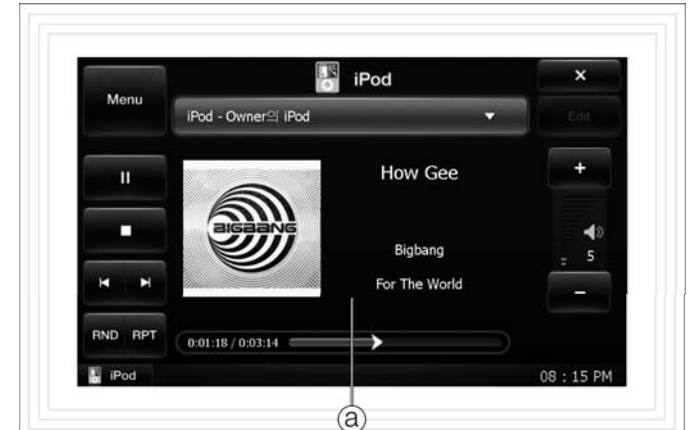 iPod
Menu
×
iPod - Owner의 iPod
Edit
How Gee
+
BIGBANG
Bigbang
5
For The World
–
RND RPT
0:01:18 / 0:03:14
iPod
08 : 15 PM
ⓐ